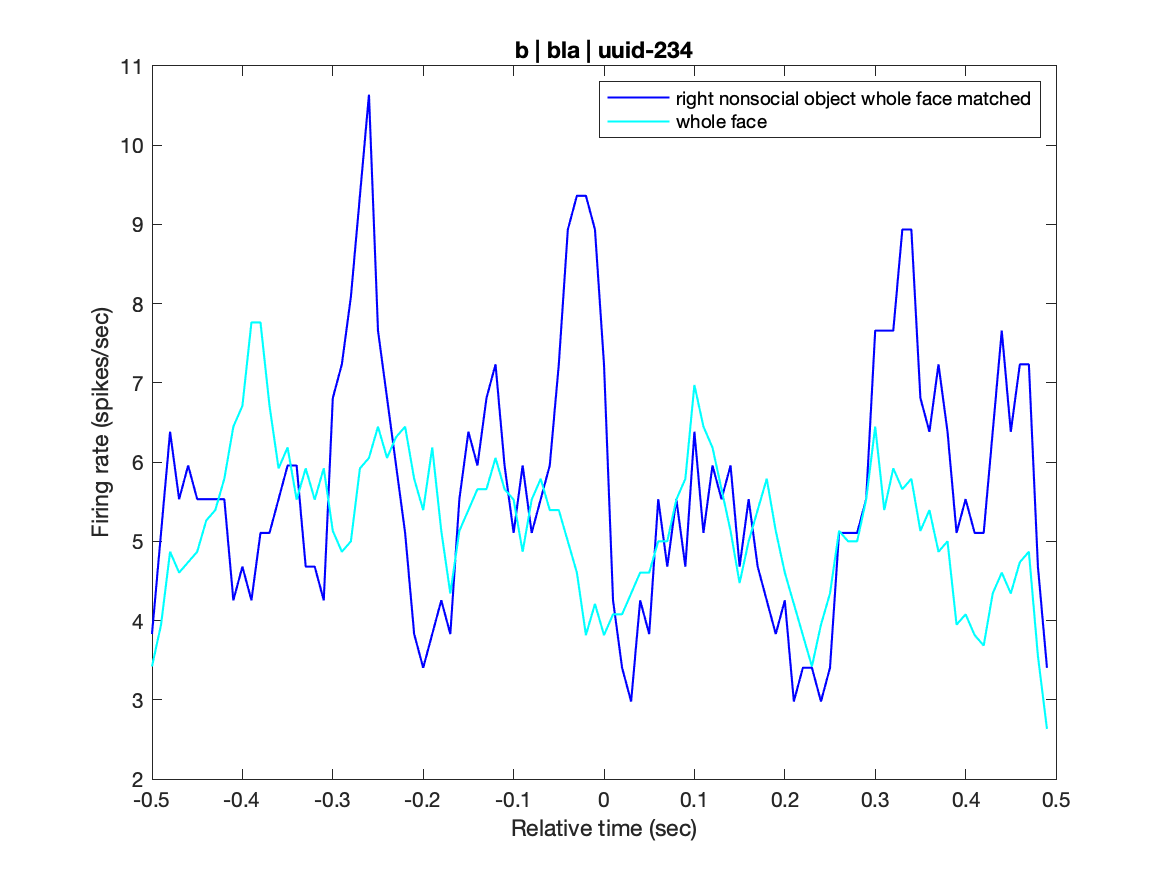 b | bla | uuid-234
right nonsocial object whole face matched
whole face
Firing rate (spikes/sec)
11
10
9
8
7
6
5
4
3
2
-0.5 -0.4 -0.3 -0.2 -0.1 0 0.1 0.2 0.3 0.4 0.5
Relative time (sec)